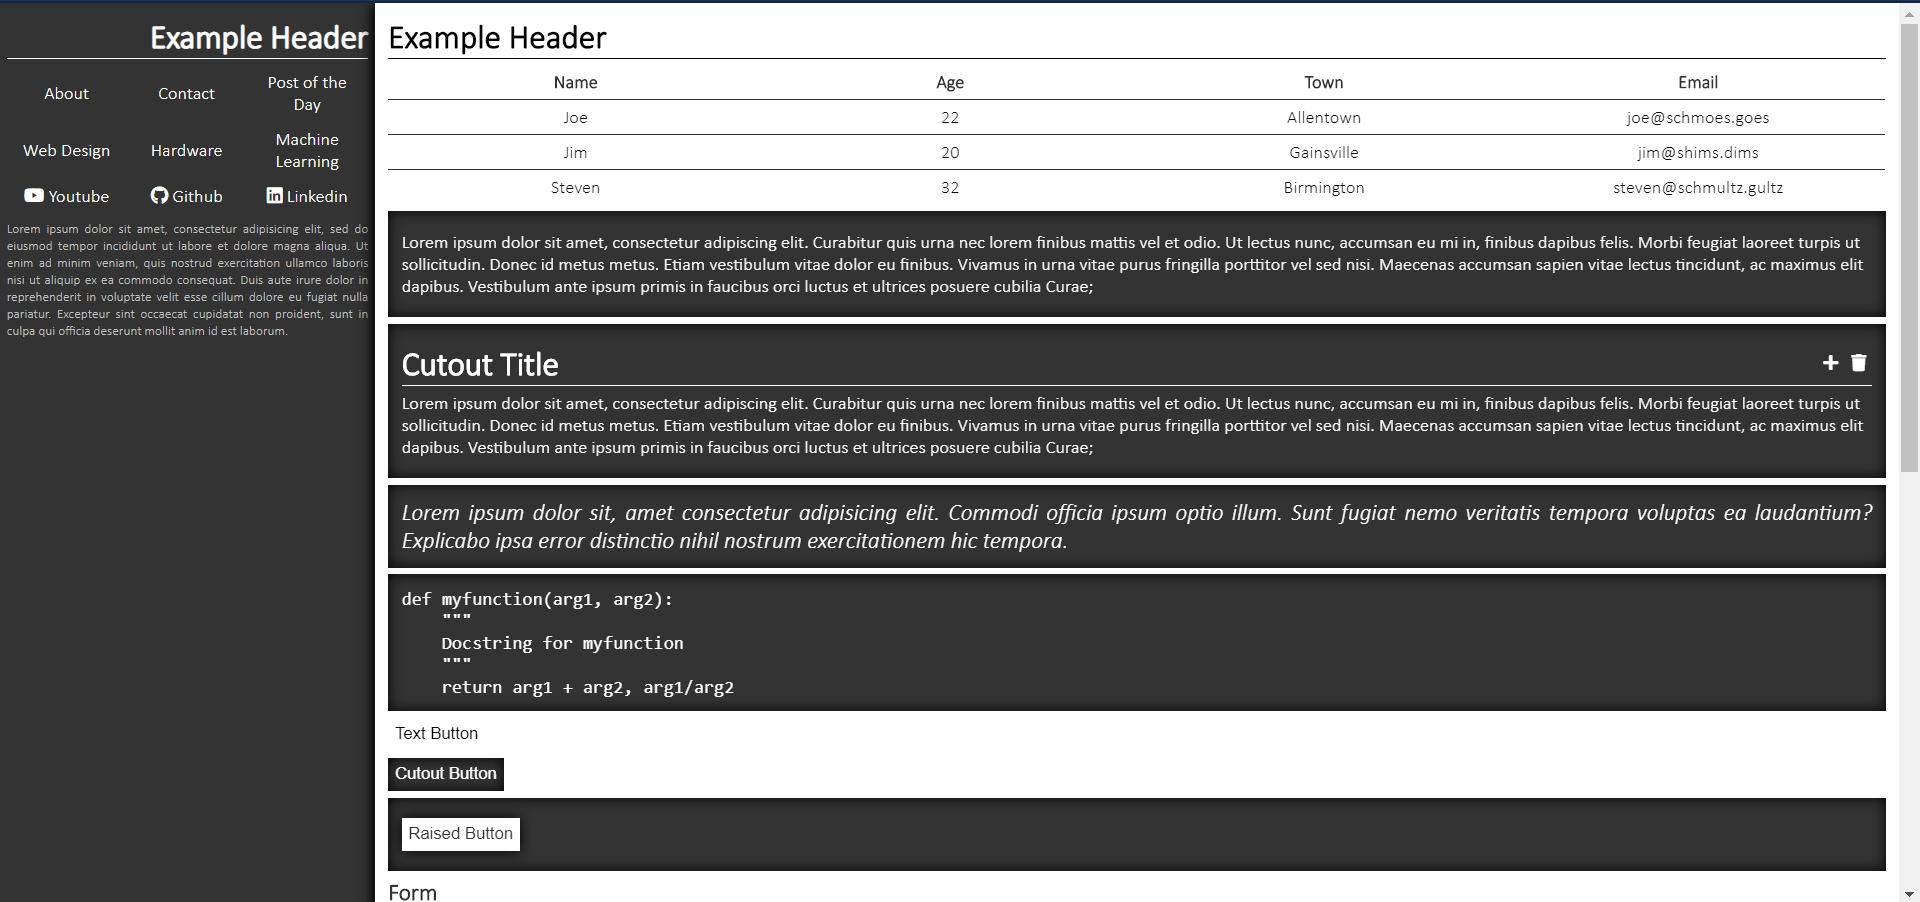 Example Header
About Contact Post of the Day
Web Design Hardware Machine Learning
Youtube Github Linkedin
Lorem ipsum dolor sit amet, consectetur adipisicing elit, sed do
eiusmod tempor incididunt ut labore et dolore magna aliqua. Ut
enim ad minim veniam, quis nostrud exercitation ullamco laboris
nisi ut aliquip ex ea commodo consequat. Duis aute irure dolor in
reprehenderit in voluptate velit esse cillum dolore eu fugiat nulla
pariatur. Excepteur sint occaecat cupidatat non proident, sunt in
culpa qui officia deserunt mollit anim id est laborum.
Example Header
Name Age Town Email
Joe 22 Allentown joe@schmoes.goes
Jim 20 Gainsville jim@shims.dims
Steven 32 Birmington steven@schmultz.gultz
Lorem ipsum dolor sit amet, consectetur adipiscing elit. Curabitur quis urna nec lorem finibus mattis vel et odio. Ut lectus nunc, accumsan eu mi in, finibus dapibus felis. Morbi feugiat laoreet turpis ut
sollicitudin. Donec id metus metus. Etiam vestibulum vitae dolor eu finibus. Vivamus in urna vitae purus fringilla porttitor vel sed nisi. Maecenas accumsan sapien vitae lectus tincidunt, ac maximus elit
dapibus. Vestibulum ante ipsum primis in faucibus orci luctus et ultrices posuere cubilia Curae;
Cutout Title
Lorem ipsum dolor sit amet, consectetur adipiscing elit. Curabitur quis urna nec lorem finibus mattis vel et odio. Ut lectus nunc, accumsan eu mi in, finibus dapibus felis. Morbi feugiat laoreet turpis ut
sollicitudin. Donec id metus metus. Etiam vestibulum vitae dolor eu finibus. Vivamus in urna vitae purus fringilla porttitor vel sed nisi. Maecenas accumsan sapien vitae lectus tincidunt, ac maximus elit
dapibus. Vestibulum ante ipsum primis in faucibus orci luctus et ultrices posuere cubilia Curae;
Lorem ipsum dolor sit, amet consectetur adipisicing elit. Commodi officia ipsum optio illum. Sunt fugiat nemo veritatis tempora voluptas ea laudantium?
Explicabo ipsa error distinctio nihil nostrum exercitationem hic tempora.
def myfunction(arg1, arg2):
    """
    Docstring for myfunction
    """
    return arg1 + arg2, arg1/arg2
Text Button
Cutout Button
Raised Button
Form